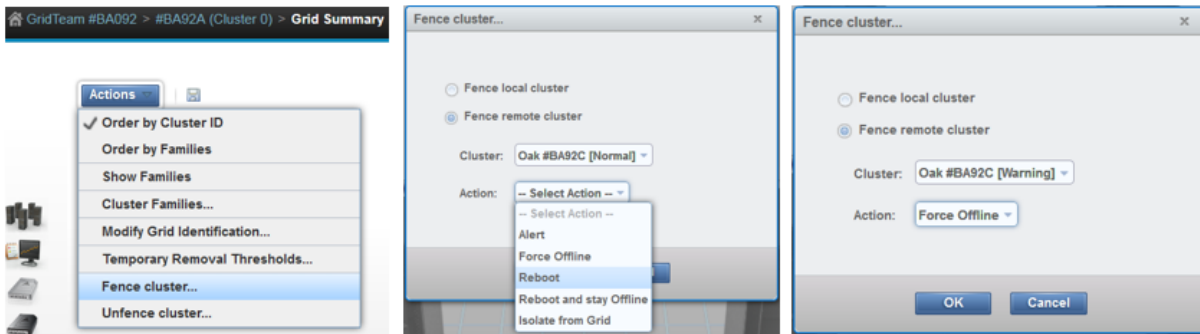 GridTeam #BA092 > #BA92A (Cluster 0) > Grid Summary
Actions
Order by Cluster ID
Order by Families
Show Families
Cluster Families...
Modify Grid Identification...
Temporary Removal Thresholds...
Fence cluster...
Unfence cluster...
Fence cluster... x
Fence local cluster
Fence remote cluster
Cluster: Oak #BA92C [Normal]
Action: -- Select Action --
-- Select Action --
Alert
Force Offline
Reboot
Reboot and stay Offline
Isolate from Grid
Fence cluster... x
Fence local cluster
Fence remote cluster
Cluster: Oak #BA92C [Warning]
Action: Force Offline
OK Cancel